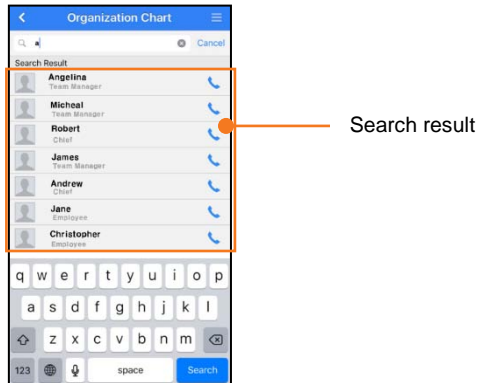 Organization Chart
a Cancel
Search Result
Angelina
Team Manager
Micheal
Team Manager
Robert
Chief
Search result
James
Team Manager
Andrew
Chief
Jane
Employee
Christopher
Employee
q w e r t y u i o p
a s d f g h j k l
z x c v b n m
123 space Search